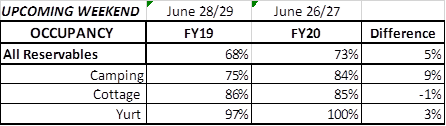 UPCOMING WEEKEND June 28/29 June 26/27
OCCUPANCY FY19 FY20 Difference
All Reservables 68% 73% 5%
Camping 75% 84% 9%
Cottage 86% 85% -1%
Yurt 97% 100% 3%